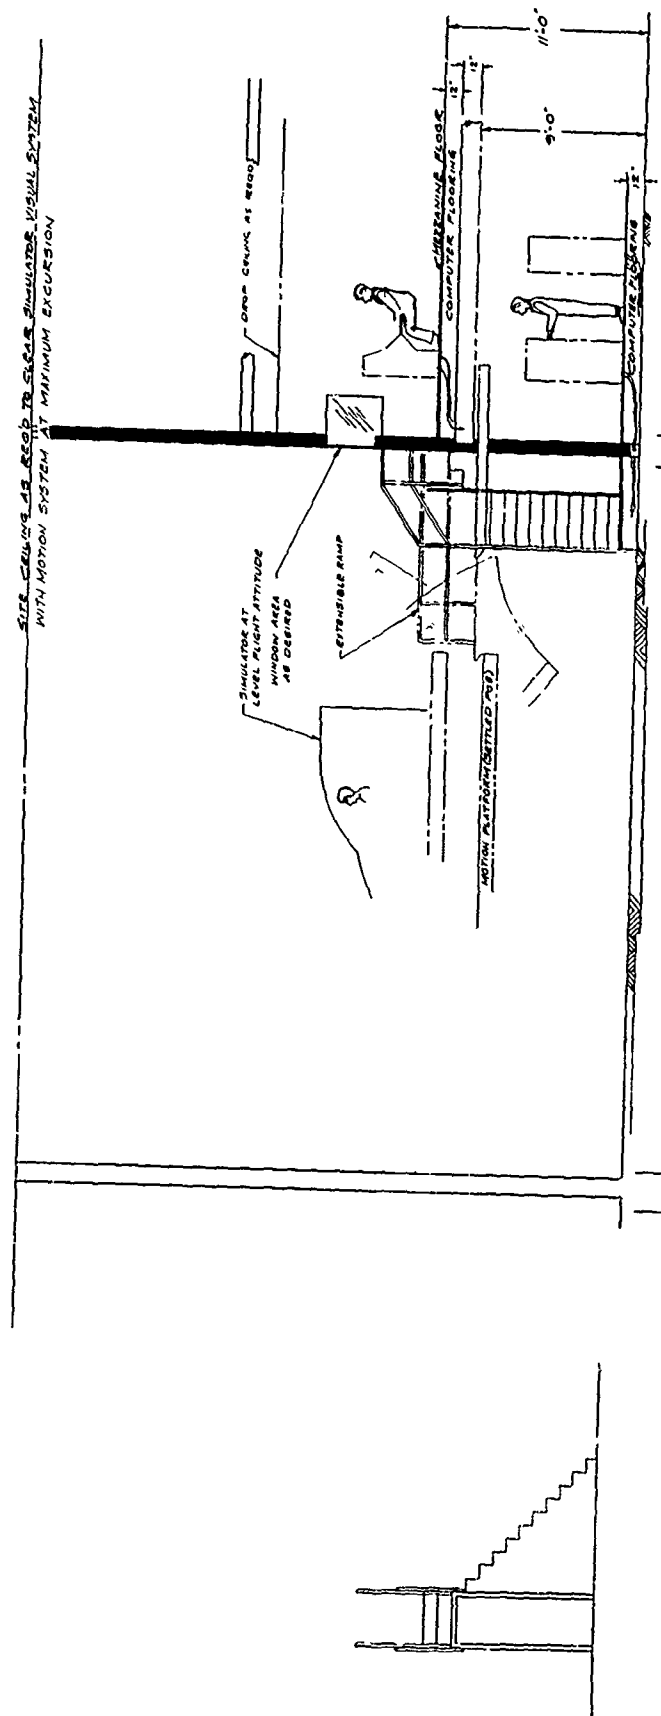 SITE CEILING AS REQD TO CLEAR SIMULATOR VISUAL SYSTEM
WITH MOTION SYSTEM AT MAXIMUM EXCURSION
DROP CEILING AS REQD
SIMULATOR AT
LEVEL FLIGHT ATTITUDE
WINDOW AREA
AS DESIRED
EXTENSIBLE RAMP
MOTION PLATFORM (SETTLED POS)
MEZZANINE FLOOR
COMPUTER FLOORING
12"
12"
11'-0"
9'-0"
COMPUTER FLOORING
12"